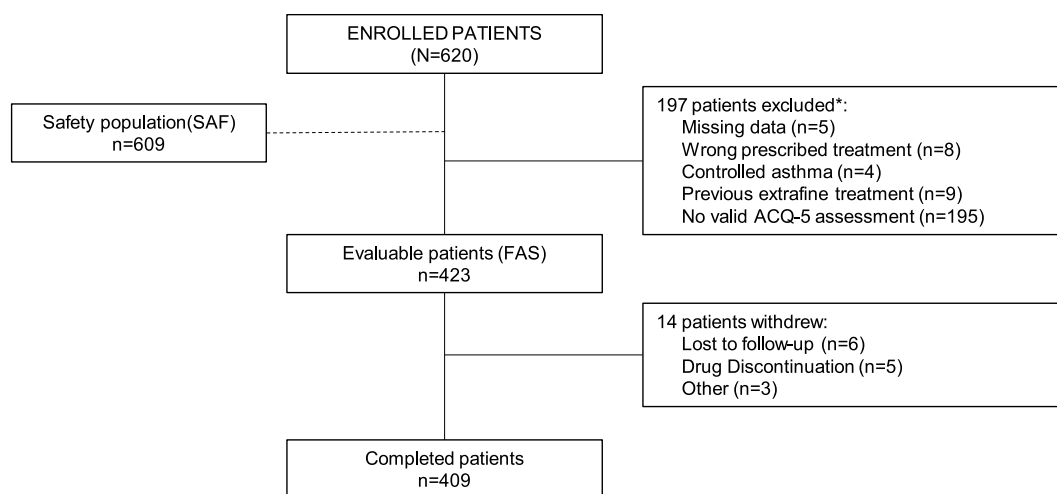 ENROLLED PATIENTS
(N=620)
Safety population(SAF)
n=609
197 patients excluded*:
Missing data (n=5)
Wrong prescribed treatment (n=8)
Controlled asthma (n=4)
Previous extrafine treatment (n=9)
No valid ACQ-5 assessment (n=195)
Evaluable patients (FAS)
n=423
14 patients withdrew:
Lost to follow-up (n=6)
Drug Discontinuation (n=5)
Other (n=3)
Completed patients
n=409